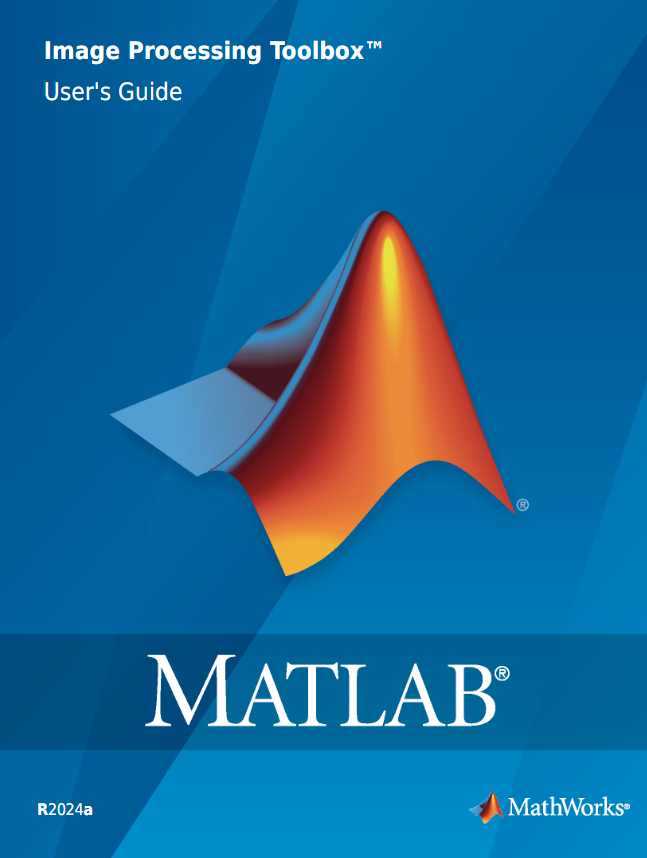 Image Processing Toolbox™
User's Guide
®
MATLAB®
R2024a
MathWorks®